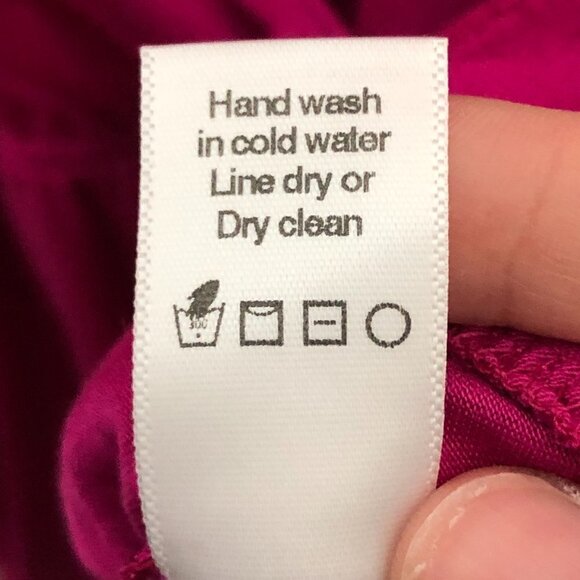 Hand wash
in cold water
Line dry or
Dry clean